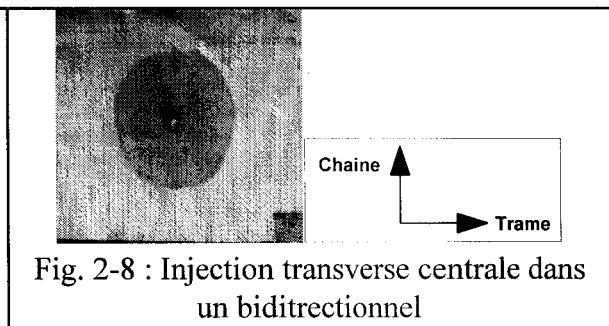 Chaine
Trame
Fig. 2-8 : Injection transverse centrale dans
un biditrectionnel